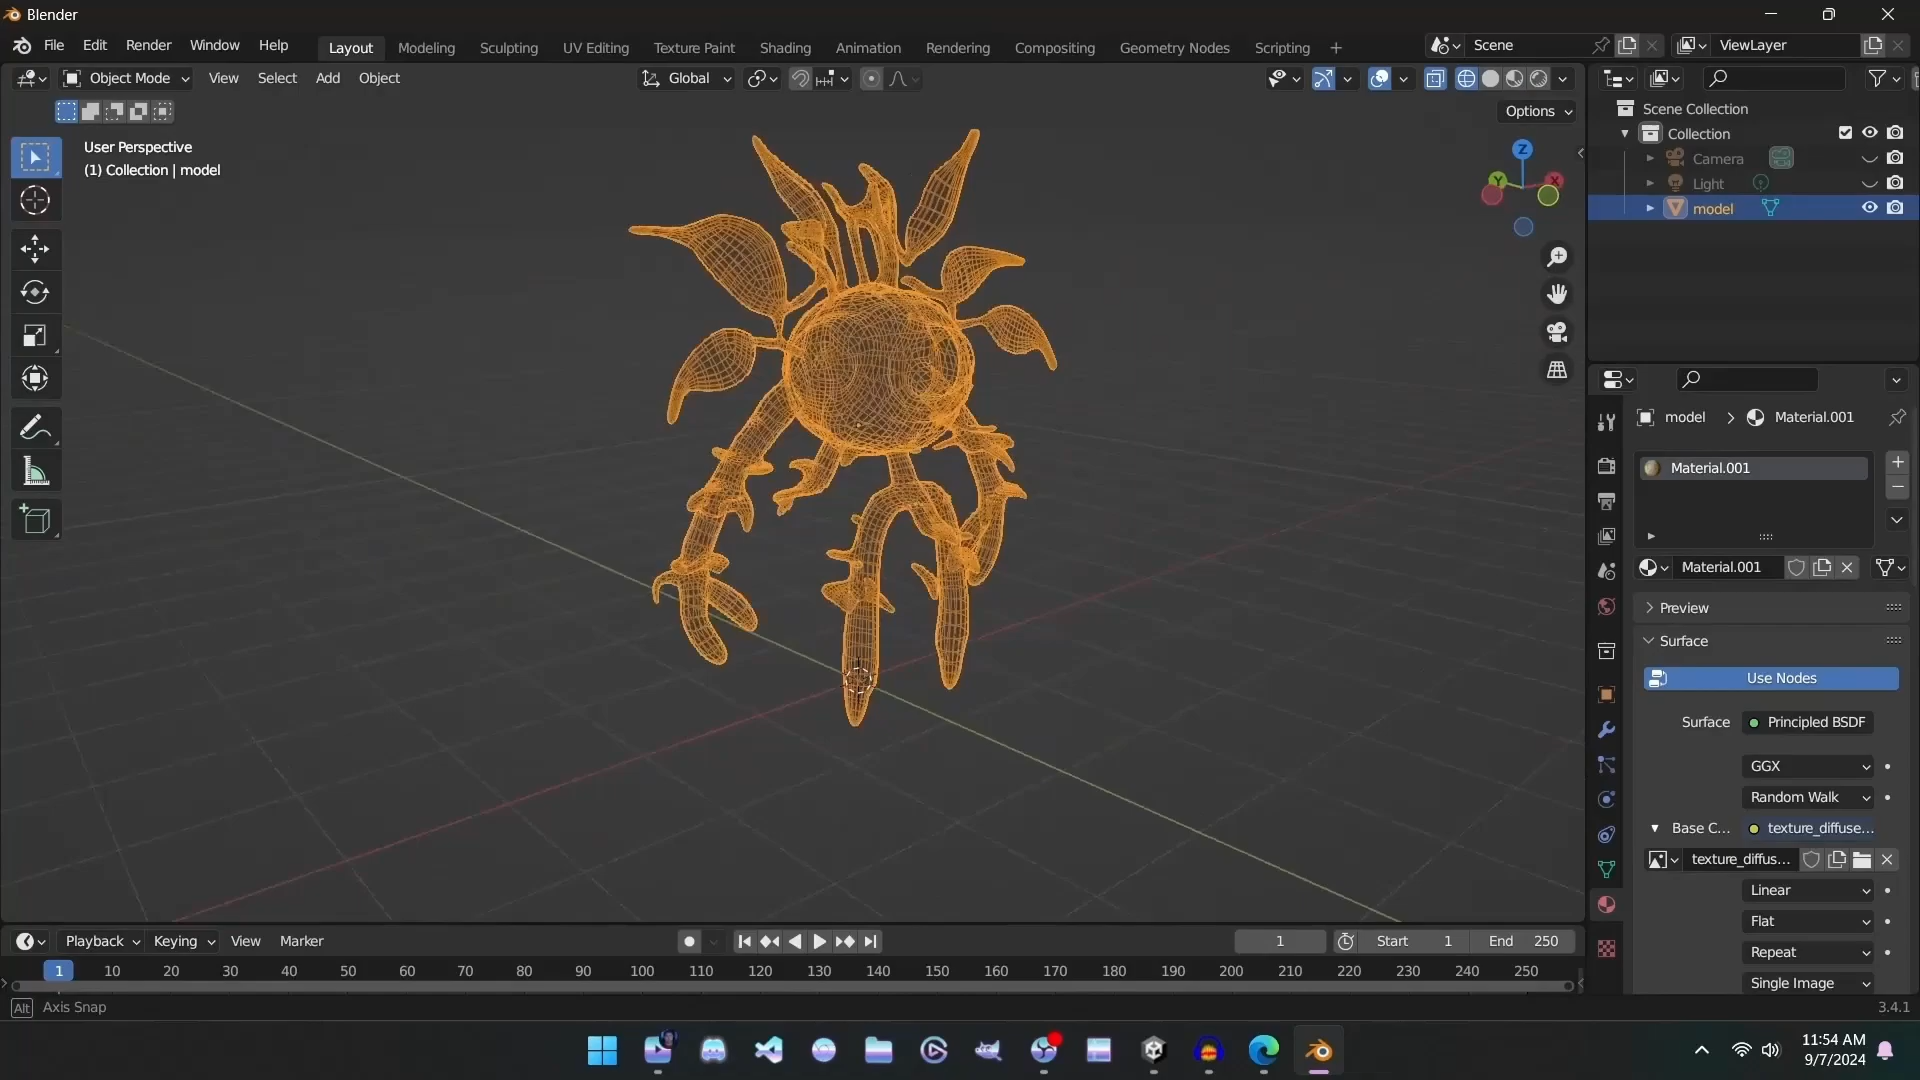 Blender
File Edit Render Window Help Layout Modeling Sculpting UV Editing Texture Paint Shading Animation Rendering Compositing Geometry Nodes Scripting + Scene ViewLayer
Object Mode View Select Add Object Global
Options
User Perspective
(1) Collection | model
Z
Y
X
Scene Collection
Collection
Camera
Light
model
model Material.001
Material.001
Material.001
Preview
Surface
Use Nodes
Surface Principled BSDF
GGX
Random Walk
Base C... texture_diffuse...
texture_diffus...
Linear
Flat
Repeat
Single Image
Playback Keying View Marker 1 Start 1 End 250
1 10 20 30 40 50 60 70 80 90 100 110 120 130 140 150 160 170 180 190 200 210 220 230 240 250
Alt Axis Snap 3.4.1
11:54 AM
9/7/2024